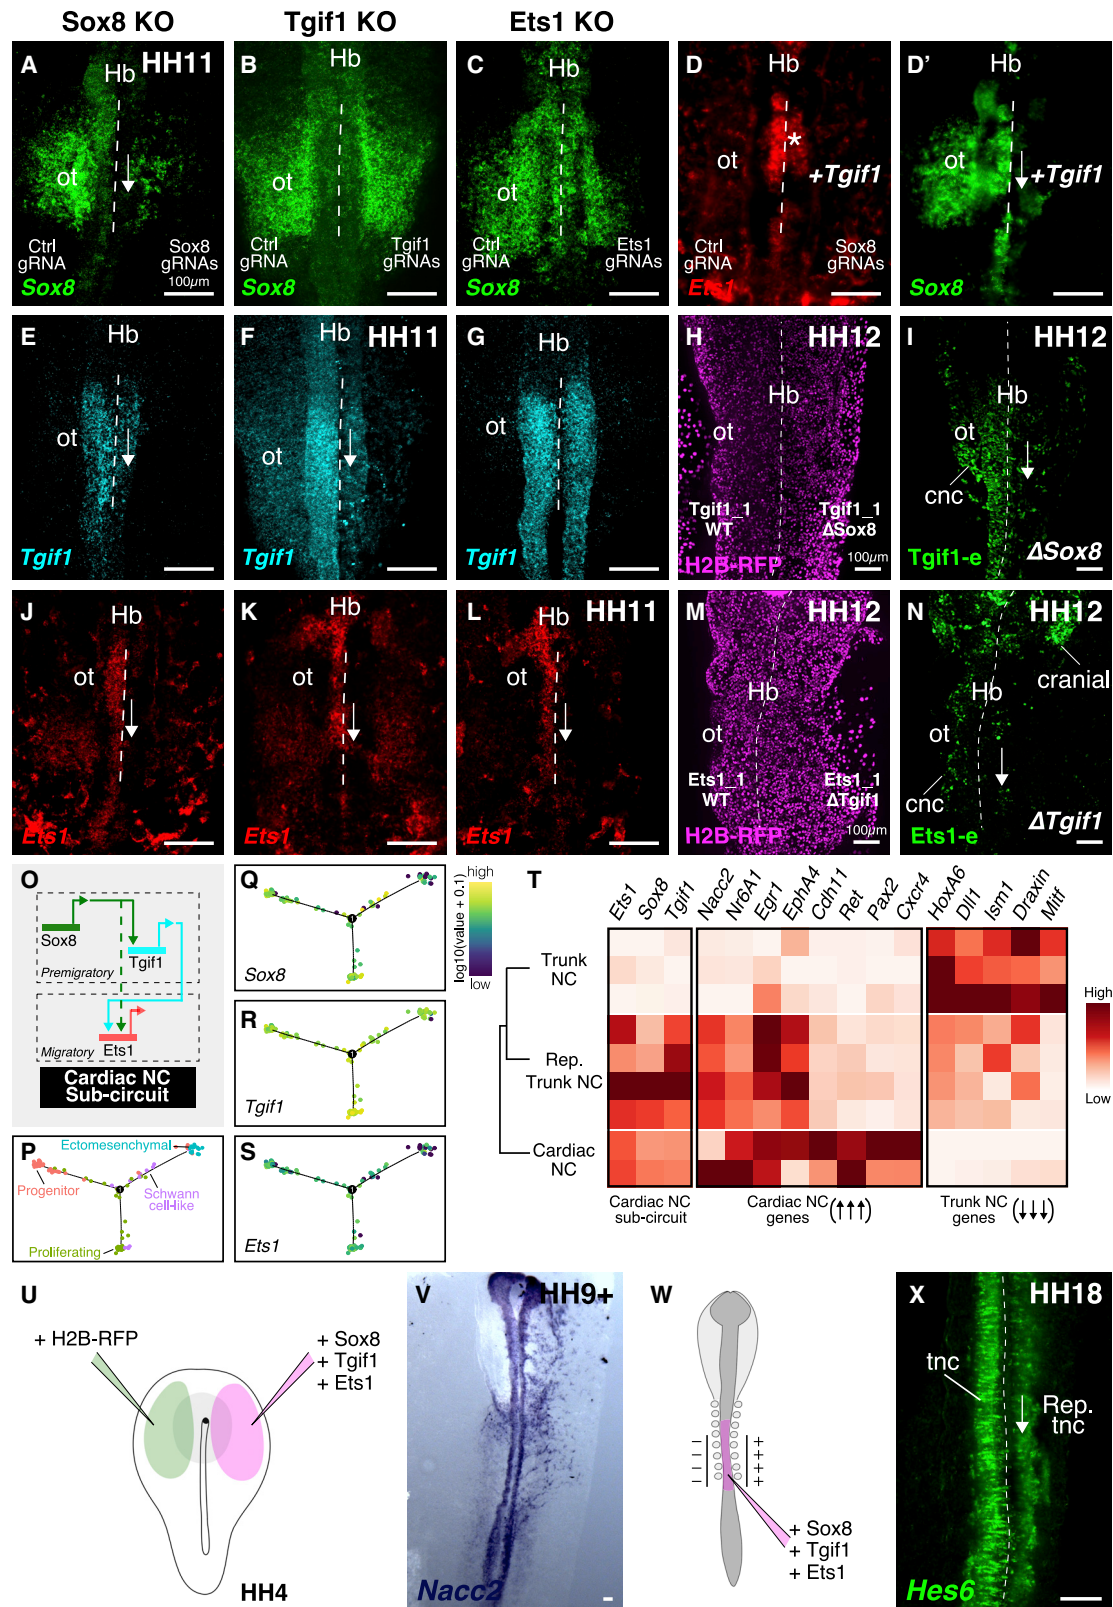 Sox8 KO
Tgif1 KO
Ets1 KO
A
HH11
Hb
ot
Ctrl
gRNA
Sox8
gRNAs
100µm
Sox8
B
Hb
ot
Ctrl
gRNA
Tgif1
gRNAs
Sox8
C
Hb
ot
Ctrl
gRNA
Ets1
gRNAs
Sox8
D
Hb
ot
*
+Tgif1
Ctrl
gRNA
Sox8
gRNAs
Ets1
D'
Hb
ot
+Tgif1
Sox8
E
Hb
ot
Tgif1
F
Hb
HH11
ot
Tgif1
G
Hb
ot
Tgif1
H
HH12
Hb
ot
Tgif1_1
WT
Tgif1_1
ΔSox8
H2B-RFP
100µm
I
HH12
Hb
ot
cnc
Tgif1-e
ΔSox8
J
Hb
ot
Ets1
K
Hb
ot
Ets1
L
HH11
Hb
ot
Ets1
M
HH12
Hb
ot
Ets1_1
WT
Ets1_1
ΔTgif1
H2B-RFP
100µm
N
HH12
cranial
Hb
ot
cnc
Ets1-e
ΔTgif1
O
Sox8
Tgif1
Premigratory
Ets1
Migratory
Cardiac NC
Sub-circuit
P
Ectomesenchymal
Progenitor
1
Schwann
cell-like
Proliferating
Q
1
Sox8
high
log10(value + 0.1)
low
R
1
Tgif1
S
1
Ets1
T
Ets1
Sox8
Tgif1
Nacc2
Nr6A1
Egr1
EphA4
Cdh11
Ret
Pax2
Cxcr4
HoxA6
Dll1
Ism1
Draxin
Mitf
Trunk
NC
Rep.
Trunk NC
Cardiac
NC
High
Low
Cardiac NC
sub-circuit
Cardiac NC
genes (↑↑↑)
Trunk NC
genes (↓↓↓)
U
+ H2B-RFP
+ Sox8
+ Tgif1
+ Ets1
HH4
V
HH9+
Nacc2
W
– +
– +
– +
– +
+ Sox8
+ Tgif1
+ Ets1
X
HH18
tnc
Rep.
tnc
Hes6